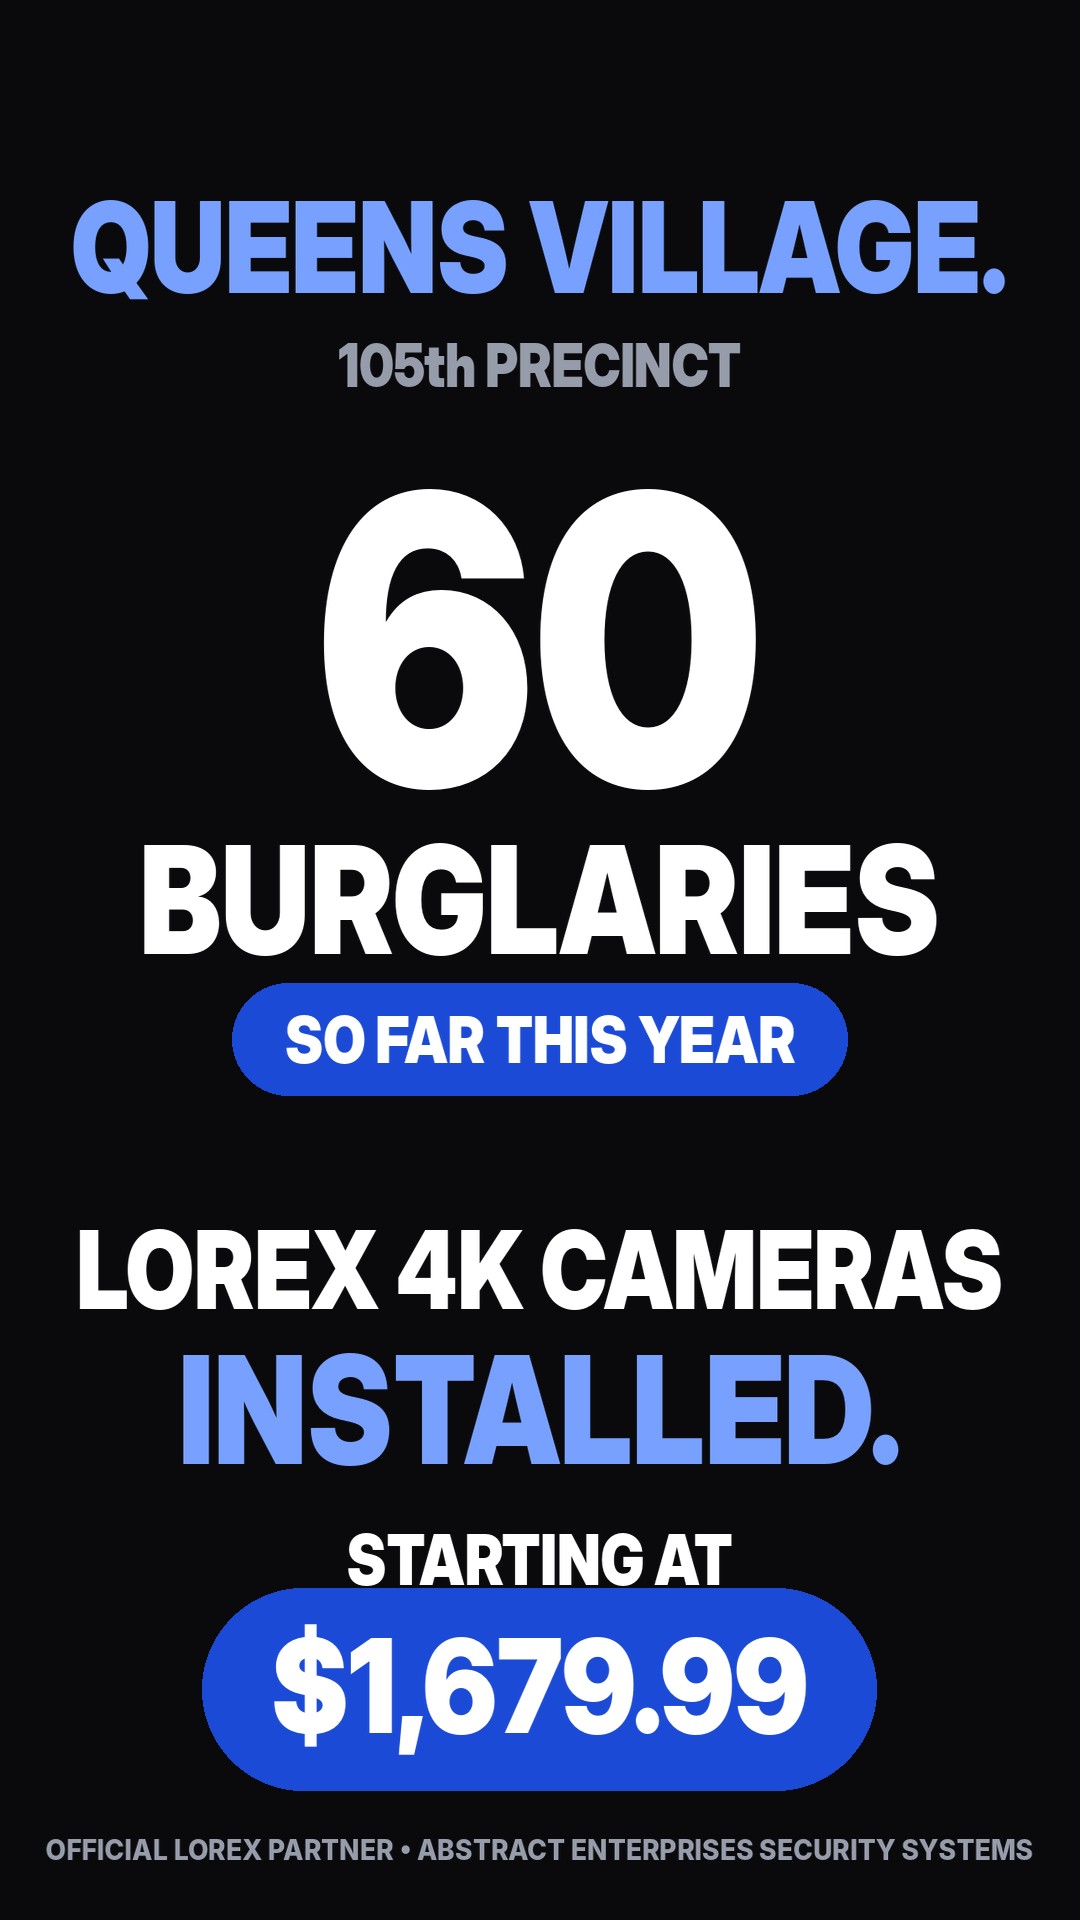 QUEENS VILLAGE.
105th PRECINCT
60
BURGLARIES
SO FAR THIS YEAR
LOREX 4K CAMERAS
INSTALLED.
STARTING AT
$1,679.99
OFFICIAL LOREX PARTNER • ABSTRACT ENTERPRISES SECURITY SYSTEMS